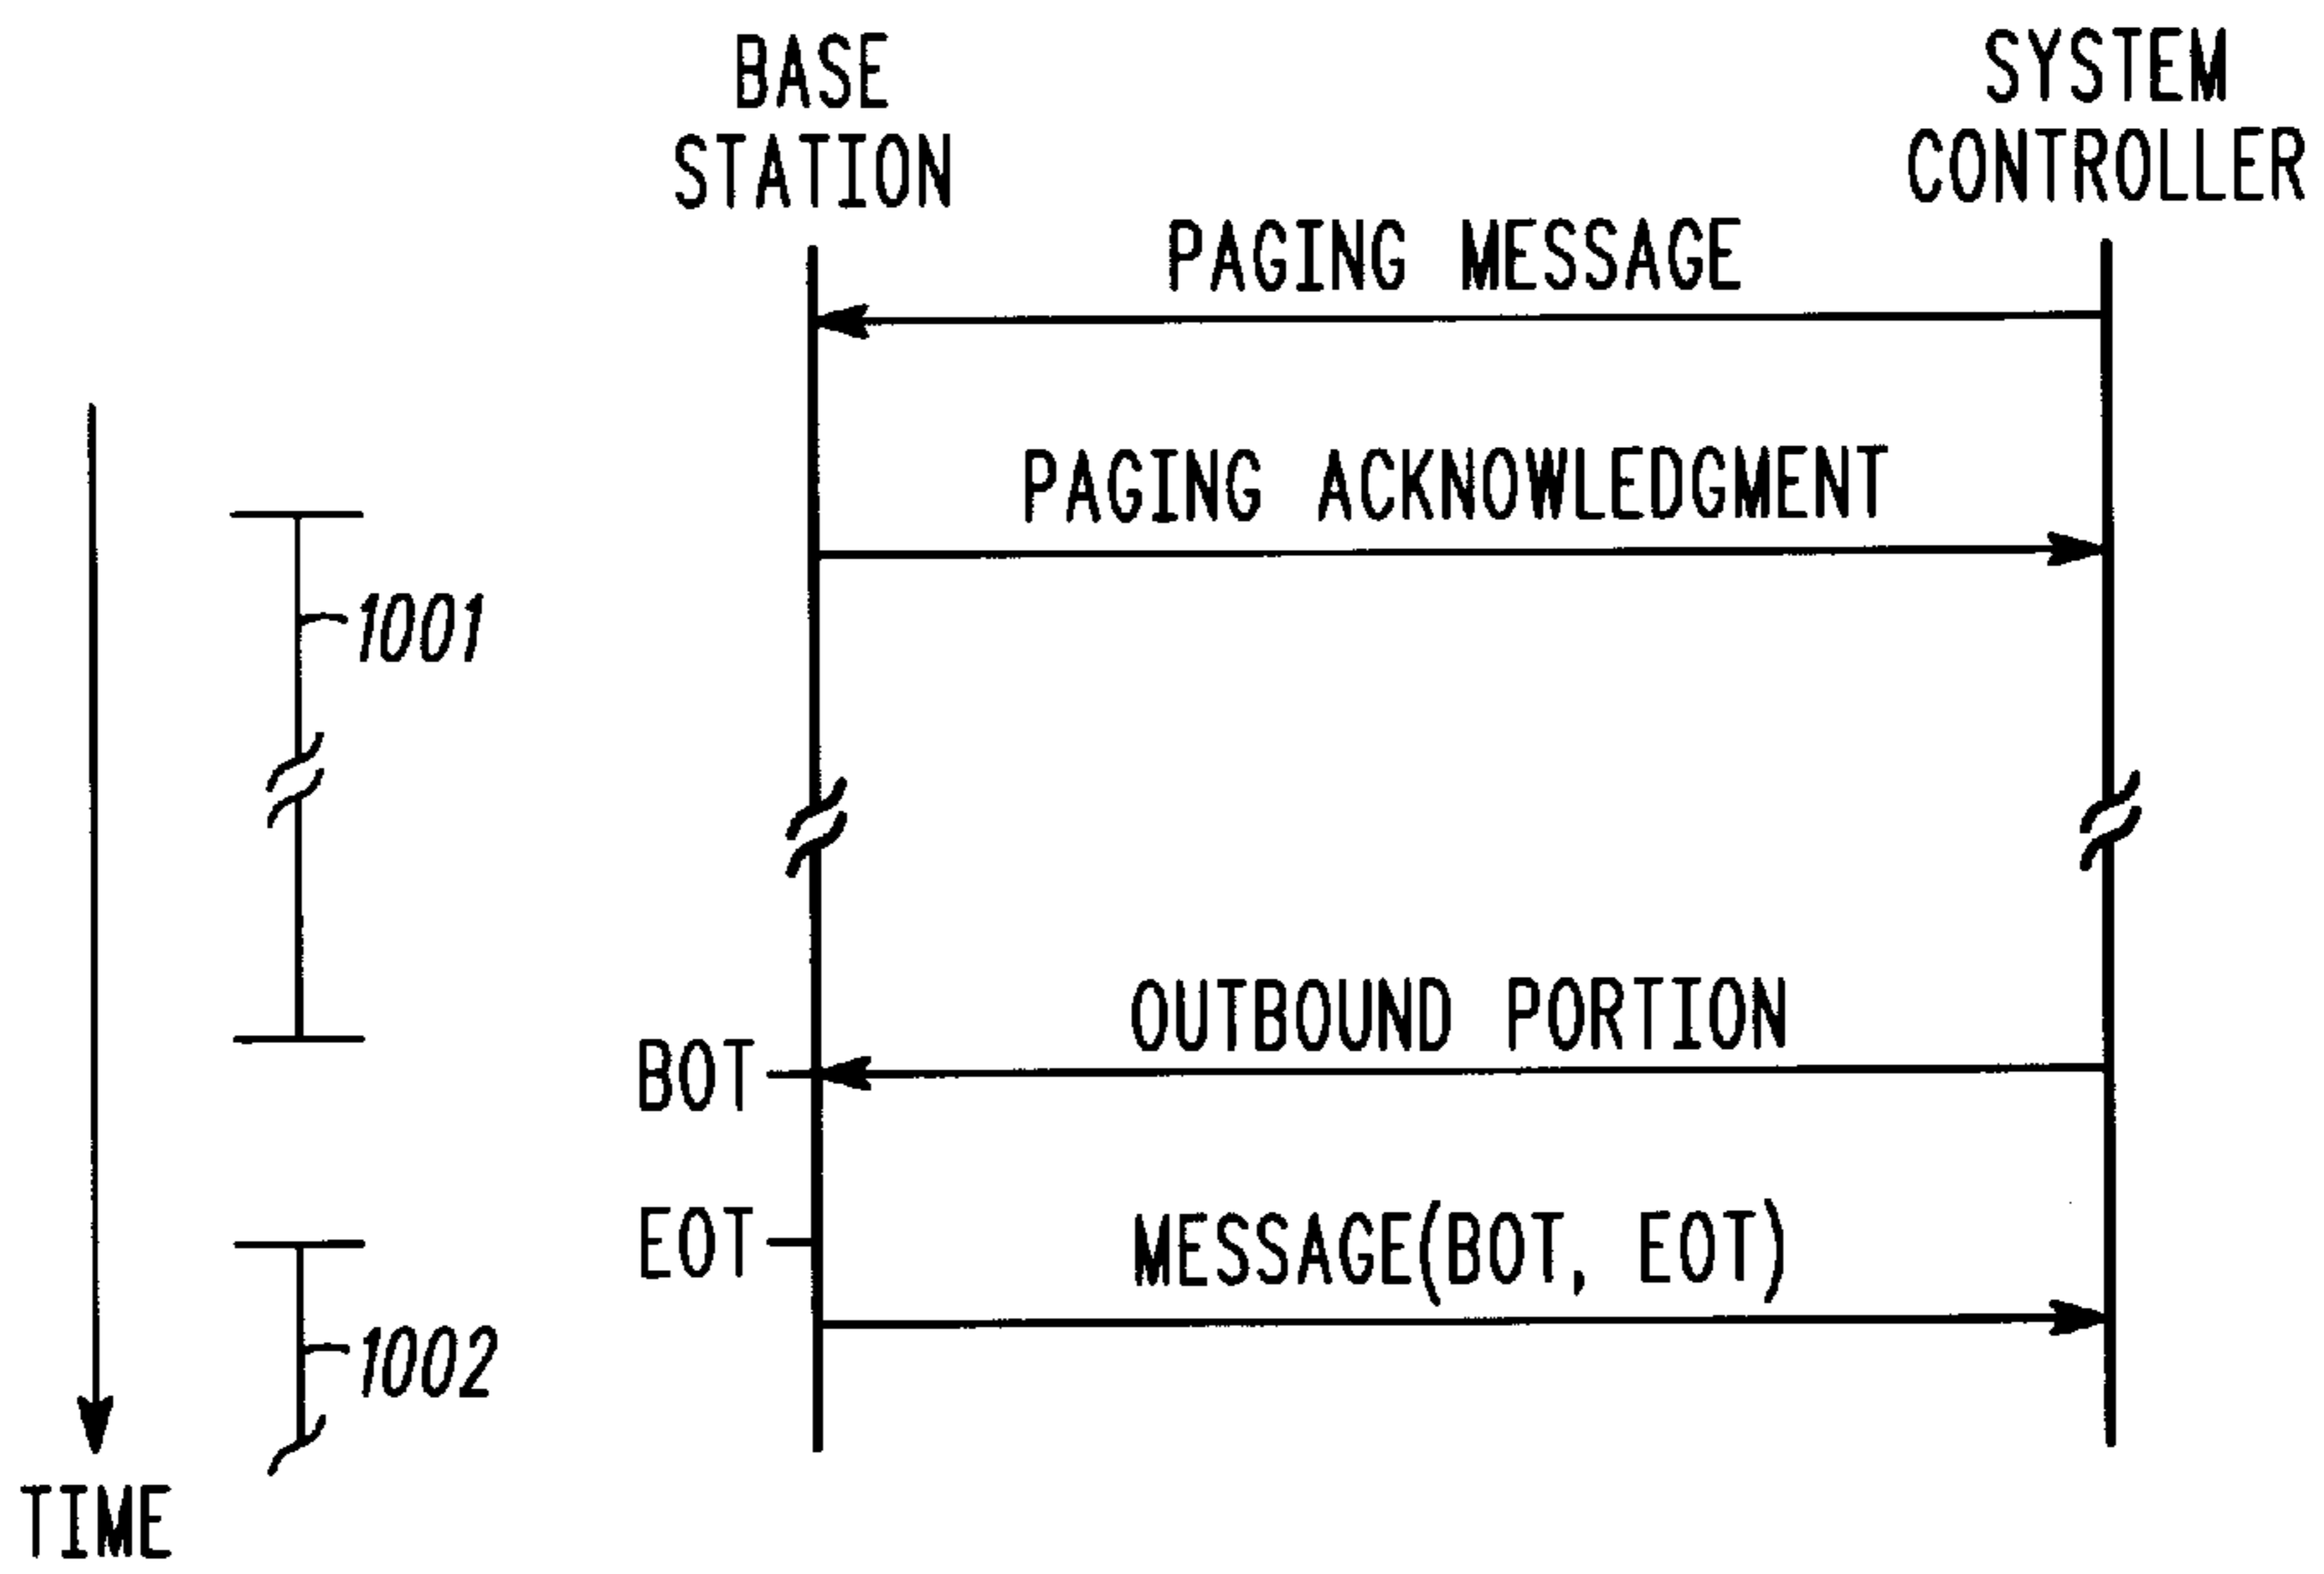 BASE
STATION
SYSTEM
CONTROLLER
PAGING MESSAGE
PAGING ACKNOWLEDGMENT
1001
OUTBOUND PORTION
BOT
EOT
MESSAGE(BOT, EOT)
1002
TIME